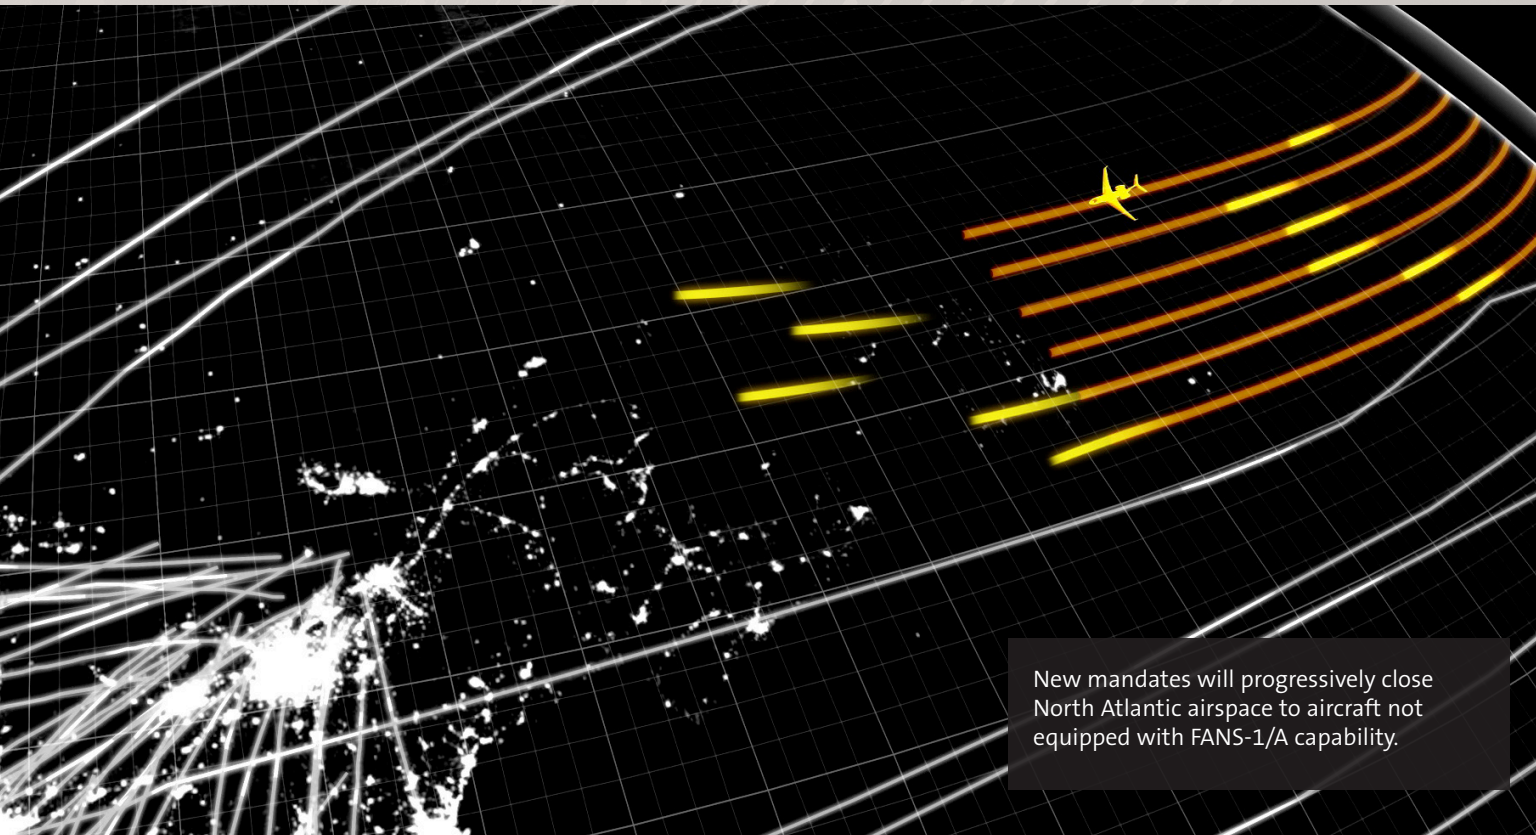 New mandates will progressively close
North Atlantic airspace to aircraft not
equipped with FANS-1/A capability.